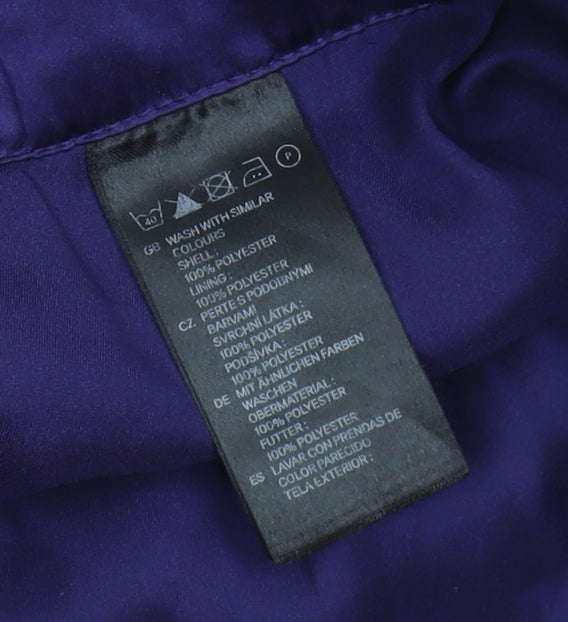 40 P
GB WASH WITH SIMILAR
COLOURS
SHELL:
100% POLYESTER
LINING:
100% POLYESTER
CZ PERTE S PODOBNYMI
BARVAMI
SVRCHNI LÁTKA:
100% POLYESTER
PODŠÍVKA:
100% POLYESTER
DE MIT ÄHNLICHEN FARBEN
WASCHEN
OBERMATERIAL:
100% POLYESTER
FUTTER:
100% POLYESTER
ES LAVAR CON PRENDAS DE
COLOR PARECIDO
TELA EXTERIOR: